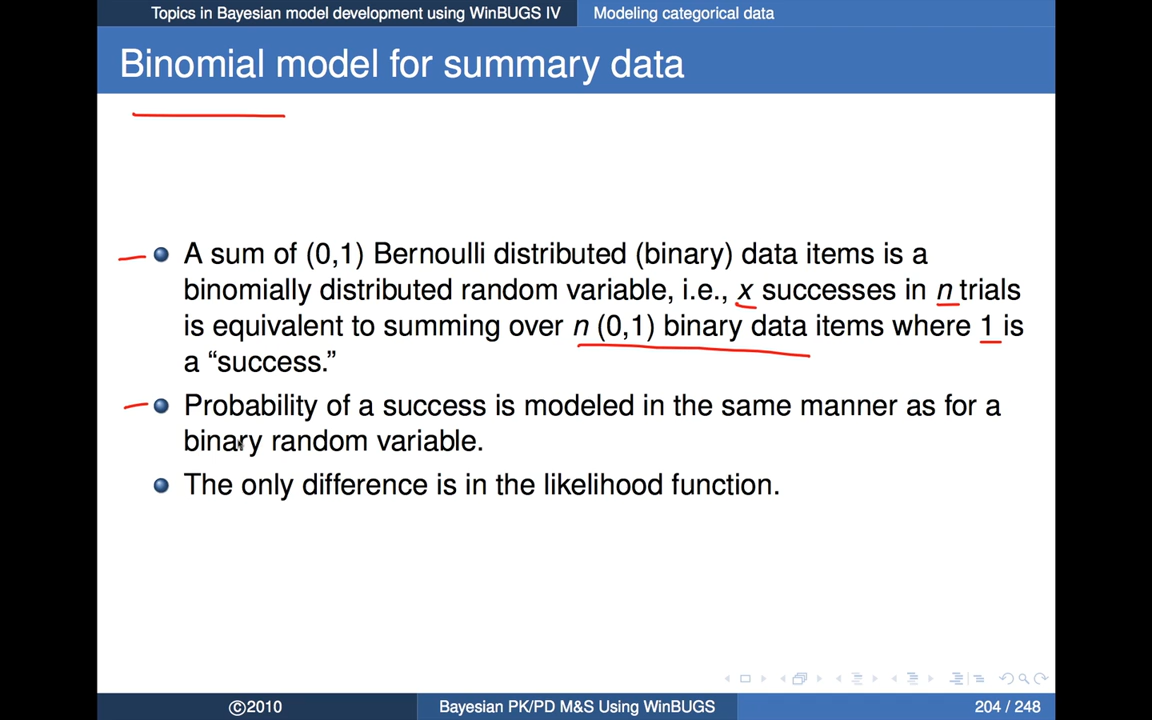 Topics in Bayesian model development using WinBUGS IV Modeling categorical data
Binomial model for summary data
A sum of (0,1) Bernoulli distributed (binary) data items is a
binomially distributed random variable, i.e., x successes in n trials
is equivalent to summing over n (0,1) binary data items where 1 is
a “success.”
Probability of a success is modeled in the same manner as for a
binary random variable.
The only difference is in the likelihood function.
©2010 Bayesian PK/PD M&S Using WinBUGS 204 / 248